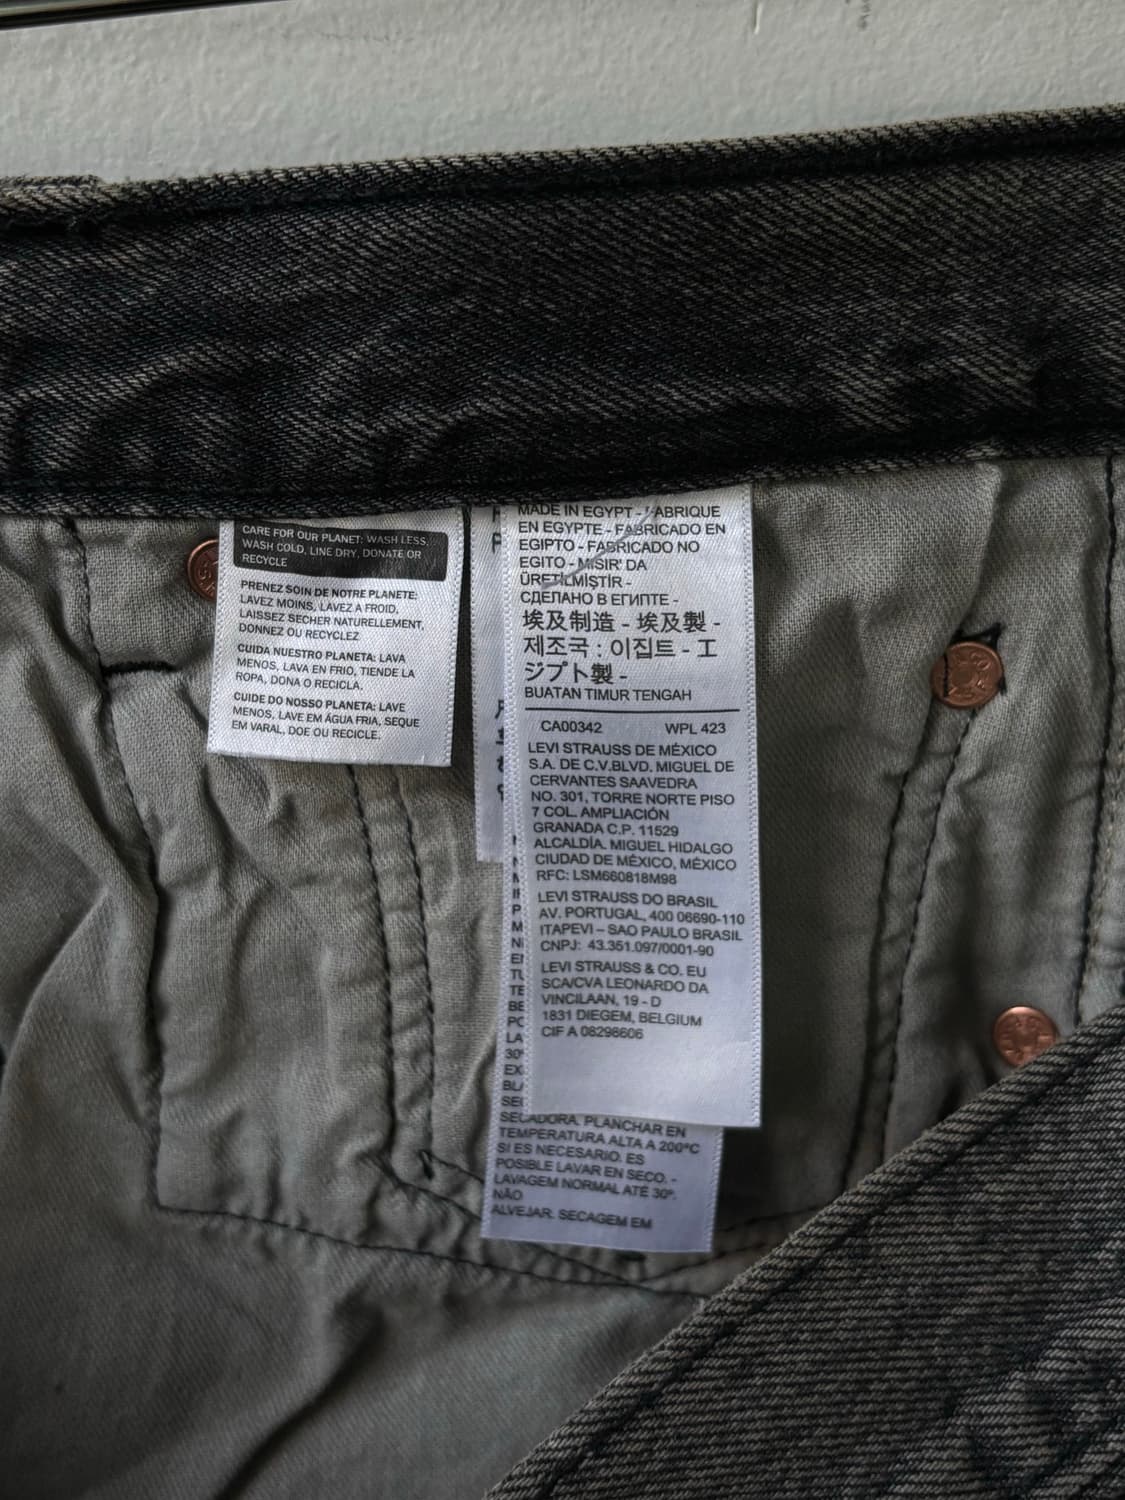 CARE FOR OUR PLANET: WASH LESS,
WASH COLD, LINE DRY, DONATE OR
RECYCLE
PRENEZ SOIN DE NOTRE PLANETE:
LAVEZ MOINS, LAVEZ A FROID,
LAISSEZ SECHER NATURELLEMENT,
DONNEZ OU RECYCLEZ
CUIDA NUESTRO PLANETA: LAVA
MENOS, LAVA EN FRIO, TIENDE LA
ROPA, DONA O RECICLA.
CUIDE DO NOSSO PLANETA: LAVE
MENOS, LAVE EM ÁGUA FRIA, SEQUE
EM VARAL, DOE OU RECICLE.
MADE IN EGYPT - FABRIQUE
EN EGYPTE - FABRICADO EN
EGIPTO - FABRICADO NO
EGITO - MISIR' DA
ÜRETİLMİŞTİR -
СДЕЛАНО В ЕГИПТЕ -
埃及制造 - 埃及製 -
제조국 : 이집트 - エ
ジプト製 -
BUATAN TIMUR TENGAH
CA00342 WPL 423
LEVI STRAUSS DE MÉXICO
S.A. DE C.V.BLVD. MIGUEL DE
CERVANTES SAAVEDRA
NO. 301, TORRE NORTE PISO
7 COL. AMPLIACIÓN
GRANADA C.P. 11529
ALCALDÍA. MIGUEL HIDALGO
CIUDAD DE MÉXICO, MÉXICO
RFC: LSM660818M98
LEVI STRAUSS DO BRASIL
AV. PORTUGAL, 400 06690-110
ITAPEVI – SAO PAULO BRASIL
CNPJ: 43.351.097/0001-90
LEVI STRAUSS & CO. EU
SCA/CVA LEONARDO DA
VINCILAAN, 19 - D
1831 DIEGEM, BELGIUM
CIF A 08298606
SECADORA. PLANCHAR EN
TEMPERATURA ALTA A 200ºC
SI ES NECESARIO. ES
POSIBLE LAVAR EN SECO. -
LAVAGEM NORMAL ATÉ 30º.
NÃO
ALVEJAR. SECAGEM EM